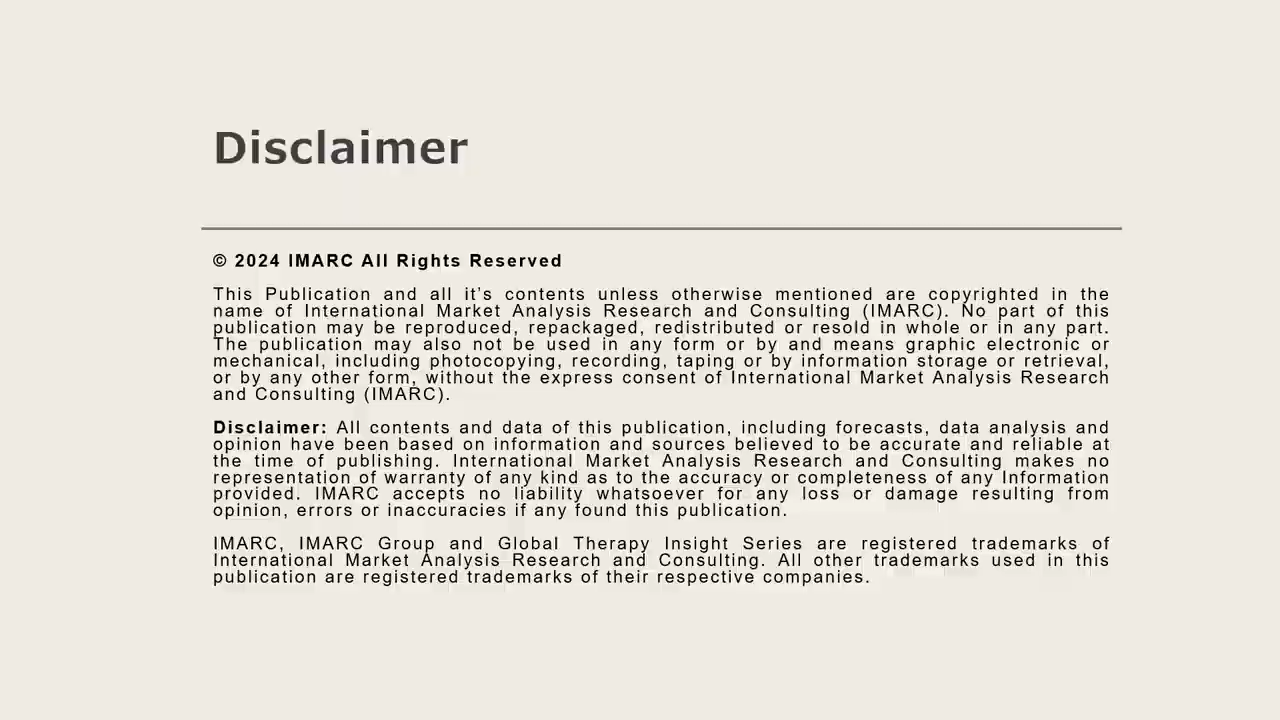 Disclaimer
© 2024 IMARC All Rights Reserved
This Publication and all it’s contents unless otherwise mentioned are copyrighted in the
name of International Market Analysis Research and Consulting (IMARC). No part of this
publication may be reproduced, repackaged, redistributed or resold in whole or in any part.
The publication may also not be used in any form or by and means graphic electronic or
mechanical, including photocopying, recording, taping or by information storage or retrieval,
or by any other form, without the express consent of International Market Analysis Research
and Consulting (IMARC).
Disclaimer: All contents and data of this publication, including forecasts, data analysis and
opinion have been based on information and sources believed to be accurate and reliable at
the time of publishing. International Market Analysis Research and Consulting makes no
representation of warranty of any kind as to the accuracy or completeness of any Information
provided. IMARC accepts no liability whatsoever for any loss or damage resulting from
opinion, errors or inaccuracies if any found this publication.
IMARC, IMARC Group and Global Therapy Insight Series are registered trademarks of
International Market Analysis Research and Consulting. All other trademarks used in this
publication are registered trademarks of their respective companies.